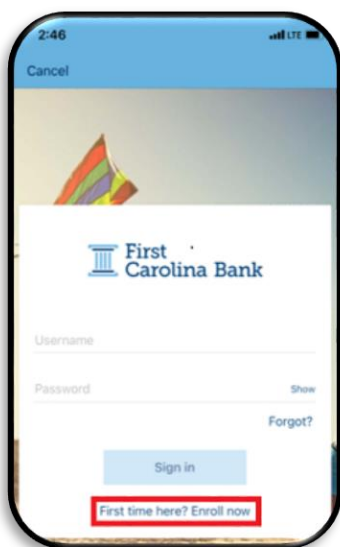 2:46 LTE
Cancel
First
Carolina Bank
Username
Password Show
Forgot?
Sign in
First time here? Enroll now